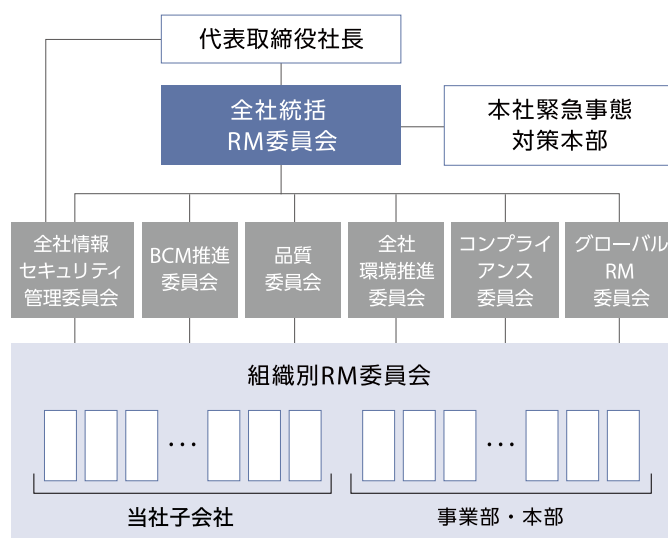 代表取締役社長
全社統括
RM委員会
本社緊急事態
対策本部
全社情報
セキュリティ
管理委員会
BCM推進
委員会
品質
委員会
全社
環境推進
委員会
コンプライ
アンス
委員会
グローバル
RM
委員会
組織別RM委員会
…
…
当社子会社
事業部・本部